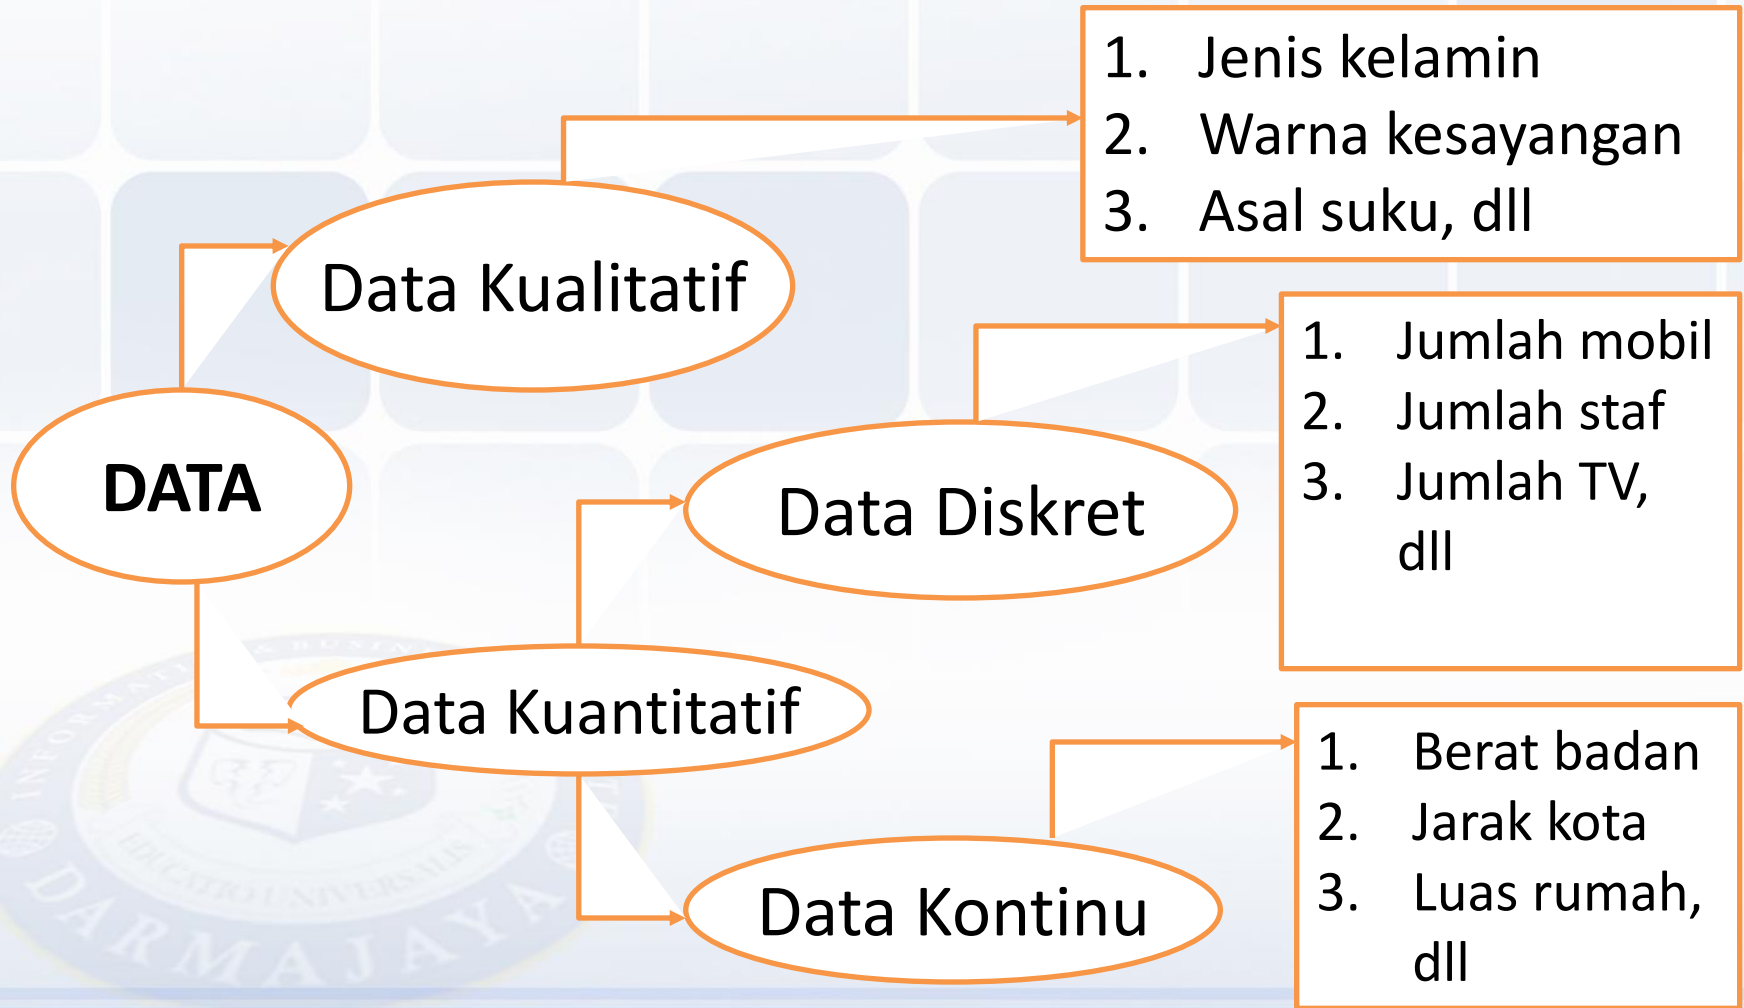 1. Jenis kelamin
2. Warna kesayangan
3. Asal suku, dll
Data Kualitatif
DATA
Data Diskret
1. Jumlah mobil
2. Jumlah staf
3. Jumlah TV,
dll
Data Kuantitatif
Data Kontinu
1. Berat badan
2. Jarak kota
3. Luas rumah,
dll
DARMAJAYA